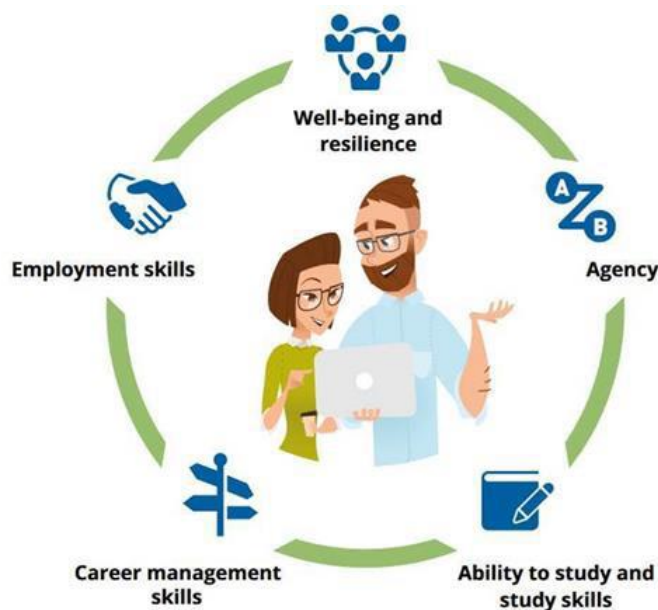 Well-being and
resilience
A
B
Employment skills
Agency
Career management
skills
Ability to study and
study skills